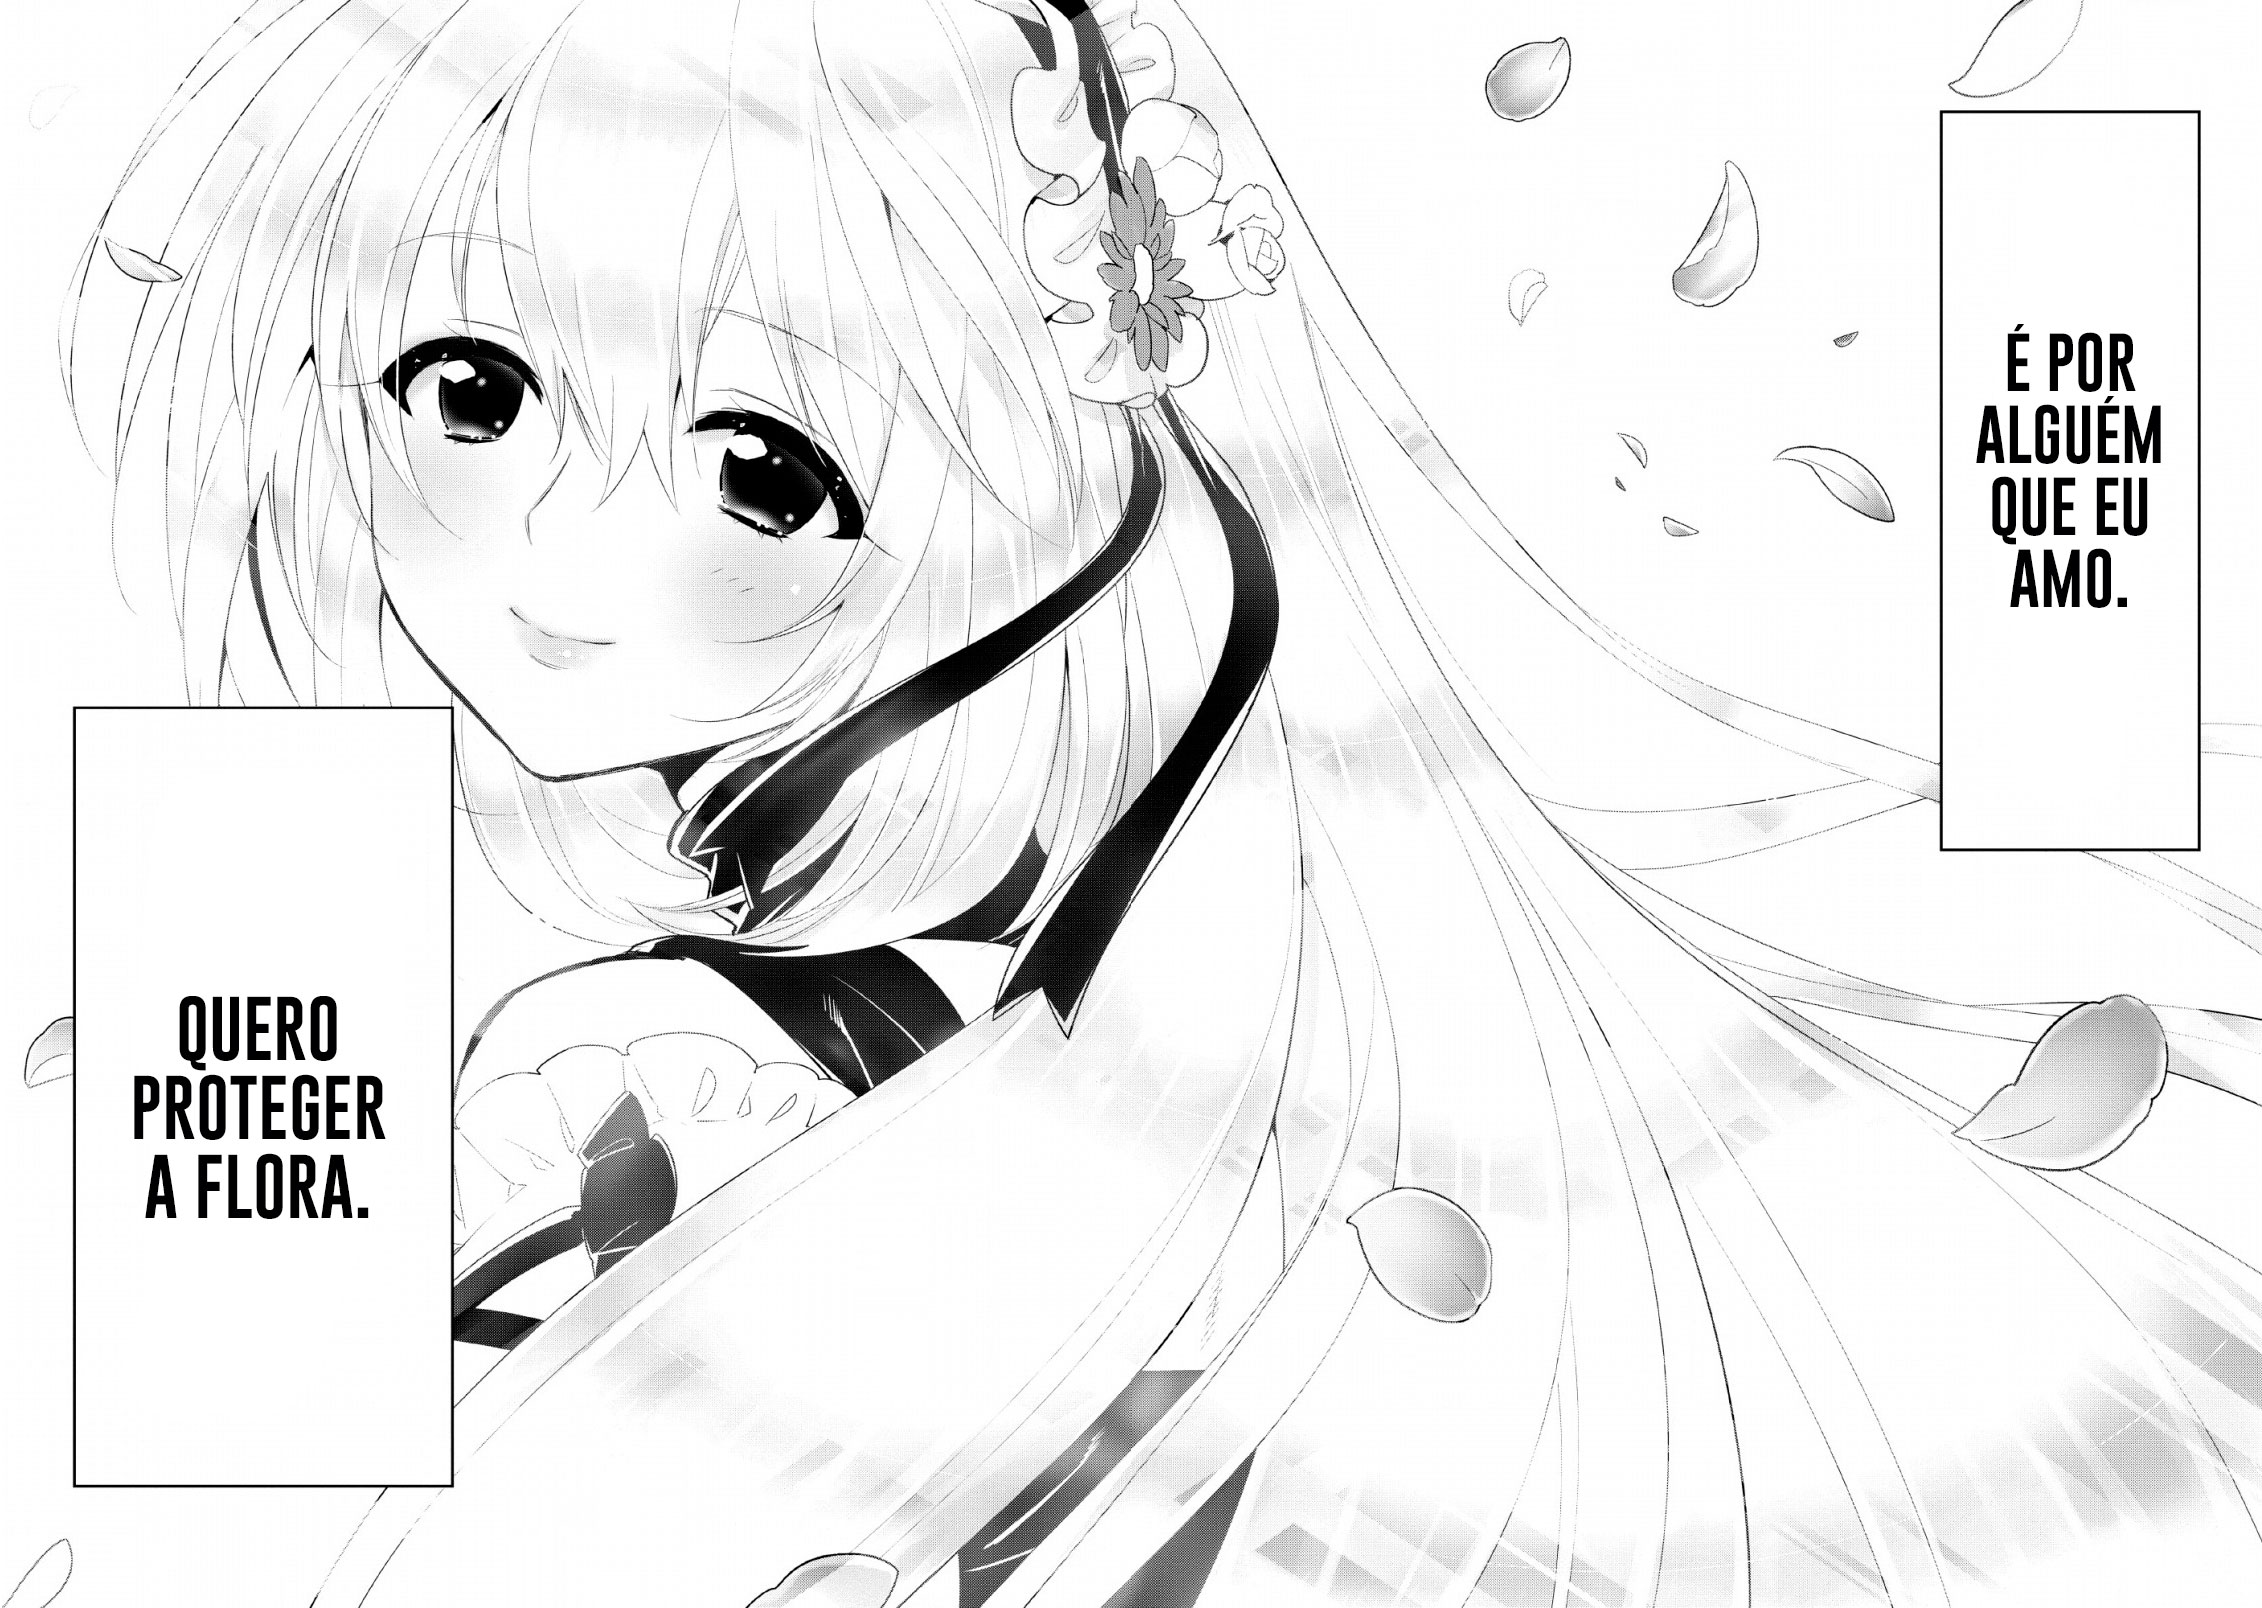 É POR
ALGUÉM
QUE EU
AMO.
QUERO
PROTEGER
A FLORA.